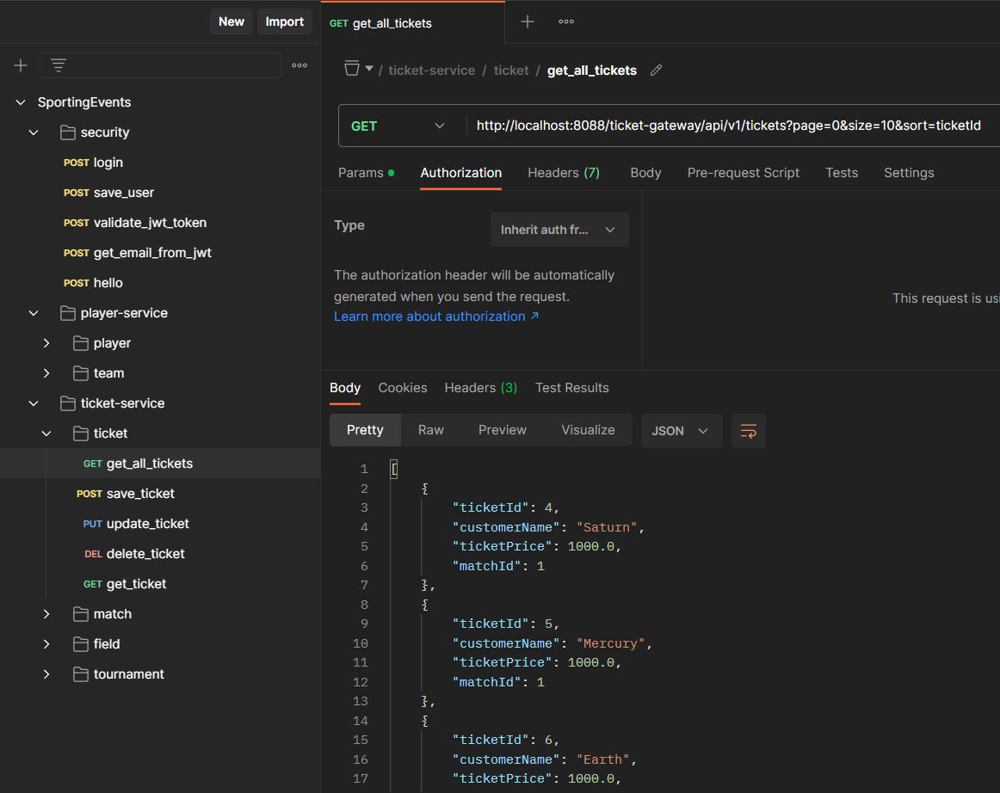 New Import
SportingEvents
security
POST login
POST save_user
POST validate_jwt_token
POST get_email_from_jwt
POST hello
player-service
player
team
ticket-service
ticket
GET get_all_tickets
POST save_ticket
PUT update_ticket
DEL delete_ticket
GET get_ticket
match
field
tournament
GET get_all_tickets
/ ticket-service / ticket / get_all_tickets
GET http://localhost:8088/ticket-gateway/api/v1/tickets?page=0&size=10&sort=ticketId
Params Authorization Headers (7) Body Pre-request Script Tests Settings
Type Inherit auth fr...
The authorization header will be automatically
generated when you send the request.
Learn more about authorization ↗
This request is usi
Body Cookies Headers (3) Test Results
Pretty Raw Preview Visualize JSON
1 [
2 {
3 "ticketId": 4,
4 "customerName": "Saturn",
5 "ticketPrice": 1000.0,
6 "matchId": 1
7 },
8 {
9 "ticketId": 5,
10 "customerName": "Mercury",
11 "ticketPrice": 1000.0,
12 "matchId": 1
13 },
14 {
15 "ticketId": 6,
16 "customerName": "Earth",
17 "ticketPrice": 1000.0,